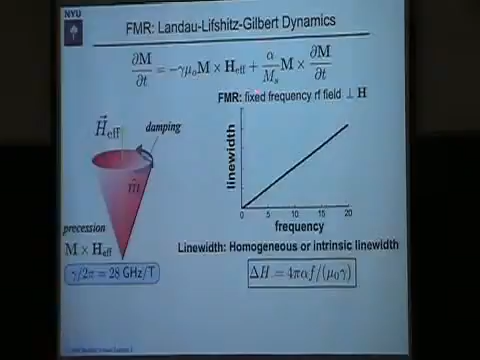 NYU
FMR: Landau-Lifshitz-Gilbert Dynamics
∂M/∂t = −γμ₀M × H_eff + α/M_s M × ∂M/∂t
FMR: fixed frequency rf field ⊥ H
H⃗_eff
damping
m̂
precession
M × H_eff
γ/2π = 28 GHz/T
linewidth
0 5 10 15 20
frequency
Linewidth: Homogeneous or intrinsic linewidth
ΔH = 4παf/(μ₀γ)